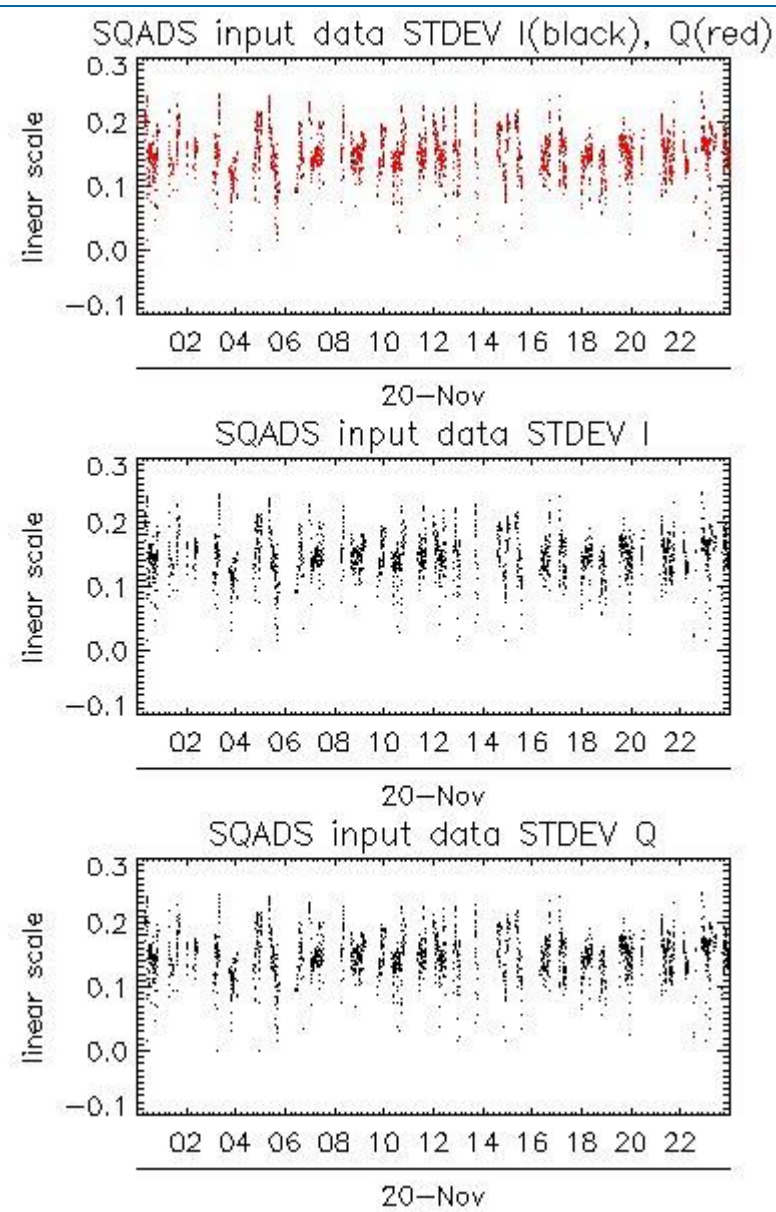 SQADS input data STDEV I(black), Q(red)
0.3
0.2
0.1
0.0
−0.1
linear scale
02 04 06 08 10 12 14 16 18 20 22
20−Nov
SQADS input data STDEV I
0.3
0.2
0.1
0.0
−0.1
linear scale
02 04 06 08 10 12 14 16 18 20 22
20−Nov
SQADS input data STDEV Q
0.3
0.2
0.1
0.0
−0.1
linear scale
02 04 06 08 10 12 14 16 18 20 22
20−Nov